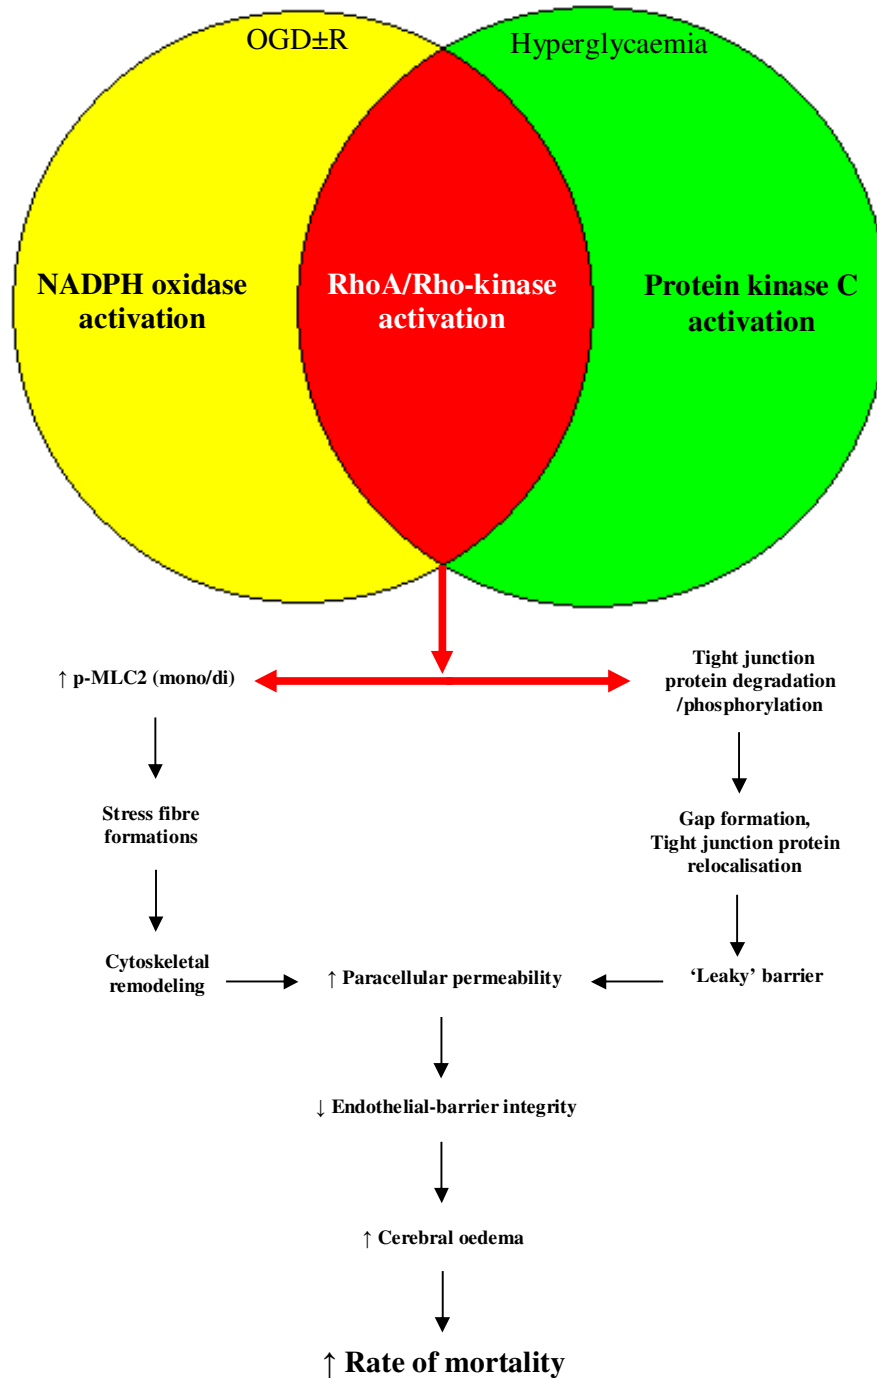 OGD±R
Hyperglycaemia
NADPH oxidase
activation
RhoA/Rho-kinase
activation
Protein kinase C
activation
↑ p-MLC2 (mono/di)
Tight junction
protein degradation
/phosphorylation
Stress fibre
formations
Gap formation,
Tight junction protein
relocalisation
Cytoskeletal
remodeling
↑ Paracellular permeability
‘Leaky’ barrier
↓ Endothelial-barrier integrity
↑ Cerebral oedema
↑ Rate of mortality